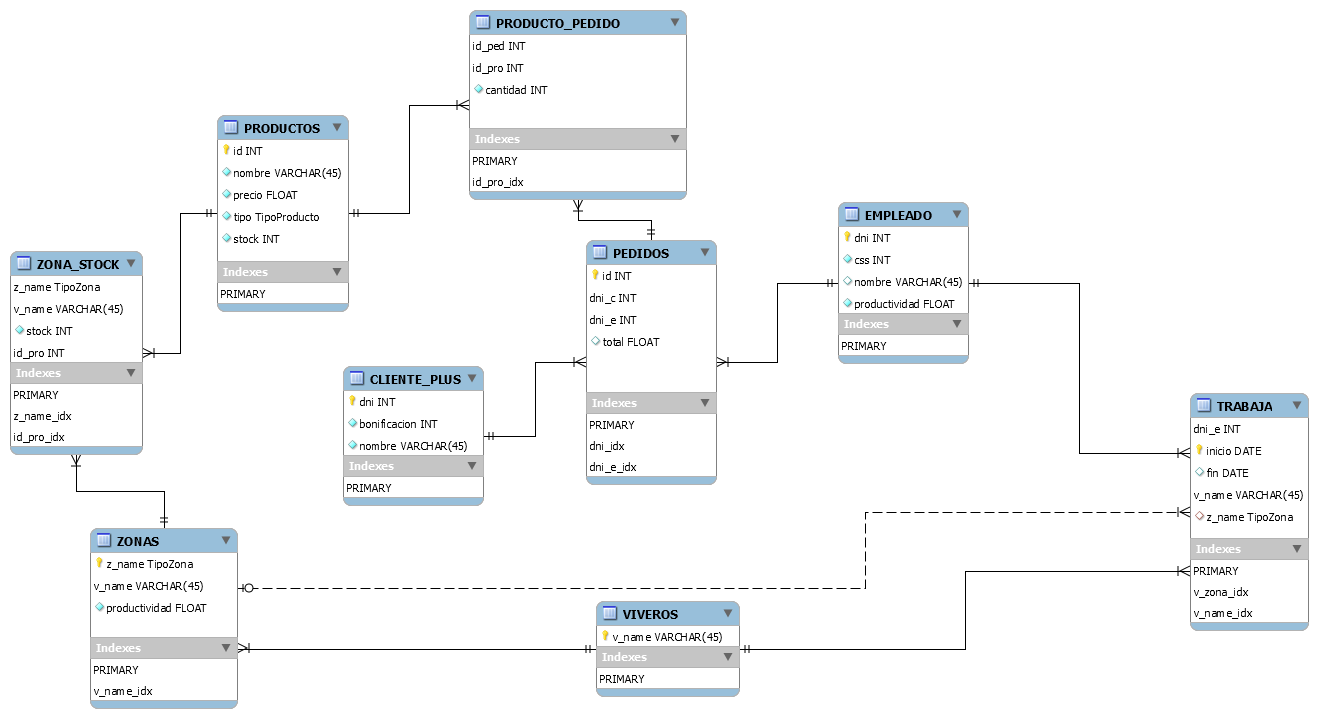 PRODUCTO_PEDIDO
id_ped INT
id_pro INT
cantidad INT
Indexes
PRIMARY
id_pro_idx
PRODUCTOS
id INT
nombre VARCHAR(45)
precio FLOAT
tipo TipoProducto
stock INT
Indexes
PRIMARY
EMPLEADO
dni INT
css INT
nombre VARCHAR(45)
productividad FLOAT
Indexes
PRIMARY
PEDIDOS
id INT
dni_c INT
dni_e INT
total FLOAT
Indexes
PRIMARY
dni_idx
dni_e_idx
ZONA_STOCK
z_name TipoZona
v_name VARCHAR(45)
stock INT
id_pro INT
Indexes
PRIMARY
z_name_idx
id_pro_idx
CLIENTE_PLUS
dni INT
bonificacion INT
nombre VARCHAR(45)
Indexes
PRIMARY
TRABAJA
dni_e INT
inicio DATE
fin DATE
v_name VARCHAR(45)
z_name TipoZona
Indexes
PRIMARY
v_zona_idx
v_name_idx
ZONAS
z_name TipoZona
v_name VARCHAR(45)
productividad FLOAT
Indexes
PRIMARY
v_name_idx
VIVEROS
v_name VARCHAR(45)
Indexes
PRIMARY